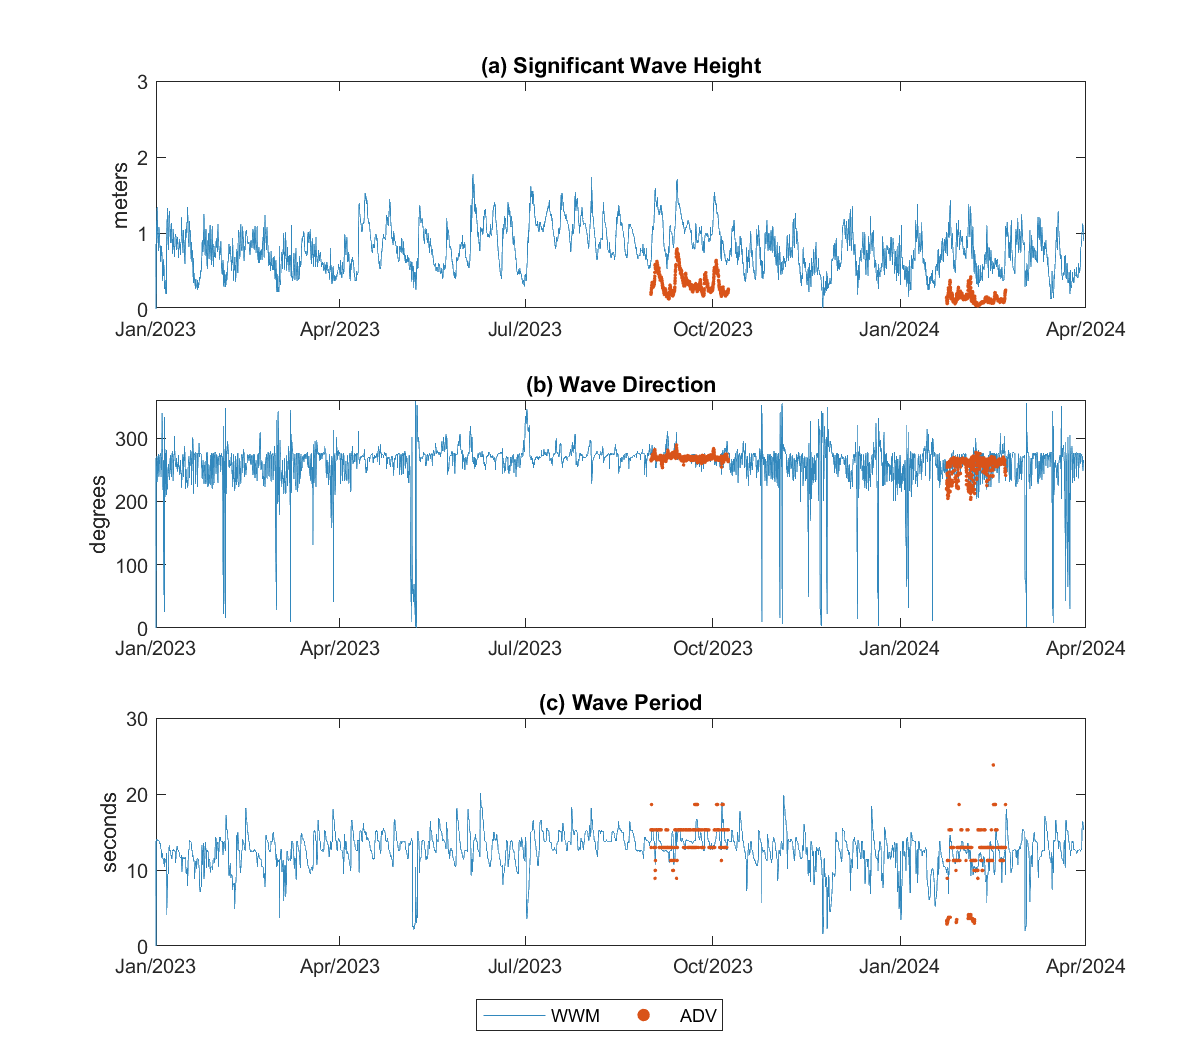 (a) Significant Wave Height
3
2
1
0
meters
Jan/2023 Apr/2023 Jul/2023 Oct/2023 Jan/2024 Apr/2024
(b) Wave Direction
300
200
100
0
degrees
Jan/2023 Apr/2023 Jul/2023 Oct/2023 Jan/2024 Apr/2024
(c) Wave Period
30
20
10
0
seconds
Jan/2023 Apr/2023 Jul/2023 Oct/2023 Jan/2024 Apr/2024
WWM ADV